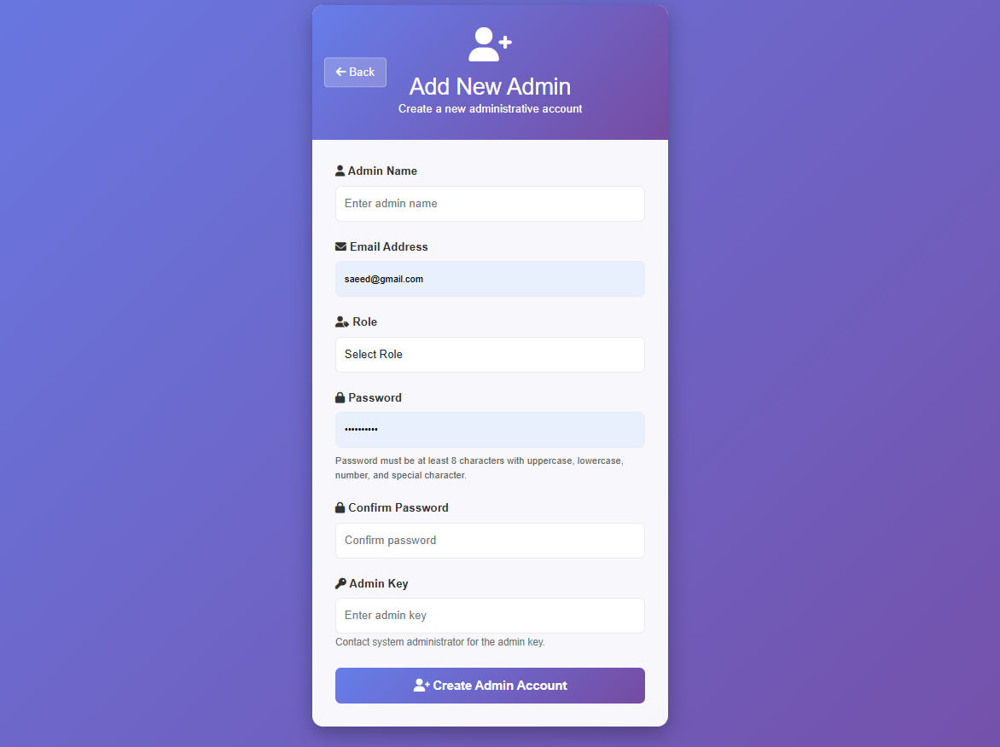 Back
Add New Admin
Create a new administrative account
Admin Name
Enter admin name
Email Address
saeed@gmail.com
Role
Select Role
Password
••••••••••
Password must be at least 8 characters with uppercase, lowercase,
number, and special character.
Confirm Password
Confirm password
Admin Key
Enter admin key
Contact system administrator for the admin key.
Create Admin Account